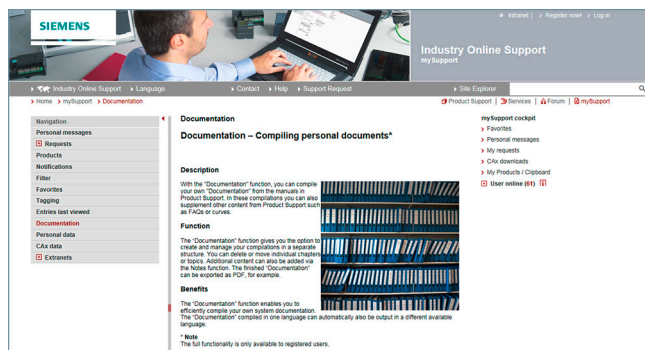 SIEMENS
Intranet | Register now! Log in
Industry Online Support
mySupport
Industry Online Support Language Contact Help Support Request Site Explorer
Home mySupport Documentation
Product Support | Services | Forum | mySupport
Navigation
Personal messages
Requests
Products
Notifications
Filter
Favorites
Tagging
Entries last viewed
Documentation
Personal data
CAx data
Extranets
Documentation
Documentation – Compiling personal documents*
Description
With the "Documentation" function, you can compile
your own "Documentation" from the manuals in
Product Support. In these compilations you can also
supplement other content from Product Support such
as FAQs or curves.
Function
The "Documentation" function gives you the option to
create and manage your compilations in a separate
structure. You can delete or move individual chapters
or topics. Additional content can also be added via
the Notes function. The finished "Documentation"
can be exported as PDF, for example.
Benefits
The "Documentation" function enables you to
efficiently compile your own system documentation.
The "Documentation" compiled in one language can automatically also be output in a different available
language.
* Note
The full functionality is only available to registered users.
mySupport cockpit
Favorites
Personal messages
My requests
CAx downloads
My Products / Clipboard
User online (61)